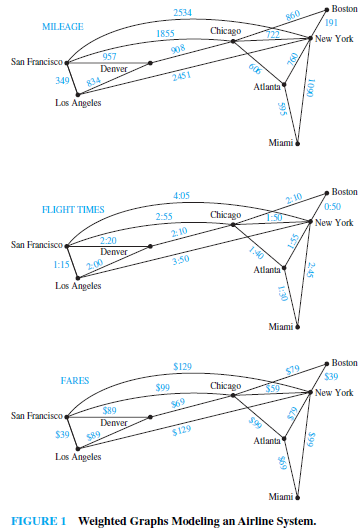 MILEAGE
2534
860
Boston
191
1855
Chicago
722
New York
San Francisco
957
908
Denver
349
834
2451
606
760
Atlanta
1090
Los Angeles
595
Miami
FLIGHT TIMES
4:05
2:10
Boston
0:50
2:55
Chicago
1:50
New York
San Francisco
2:20
2:10
Denver
1:15
2:00
3:50
1:40
1:55
Atlanta
2:45
Los Angeles
1:30
Miami
FARES
$129
$79
Boston
$39
$99
Chicago
$59
New York
San Francisco
$89
$69
Denver
$39
$89
$129
$99
$79
Atlanta
$99
Los Angeles
$69
Miami
FIGURE 1 Weighted Graphs Modeling an Airline System.